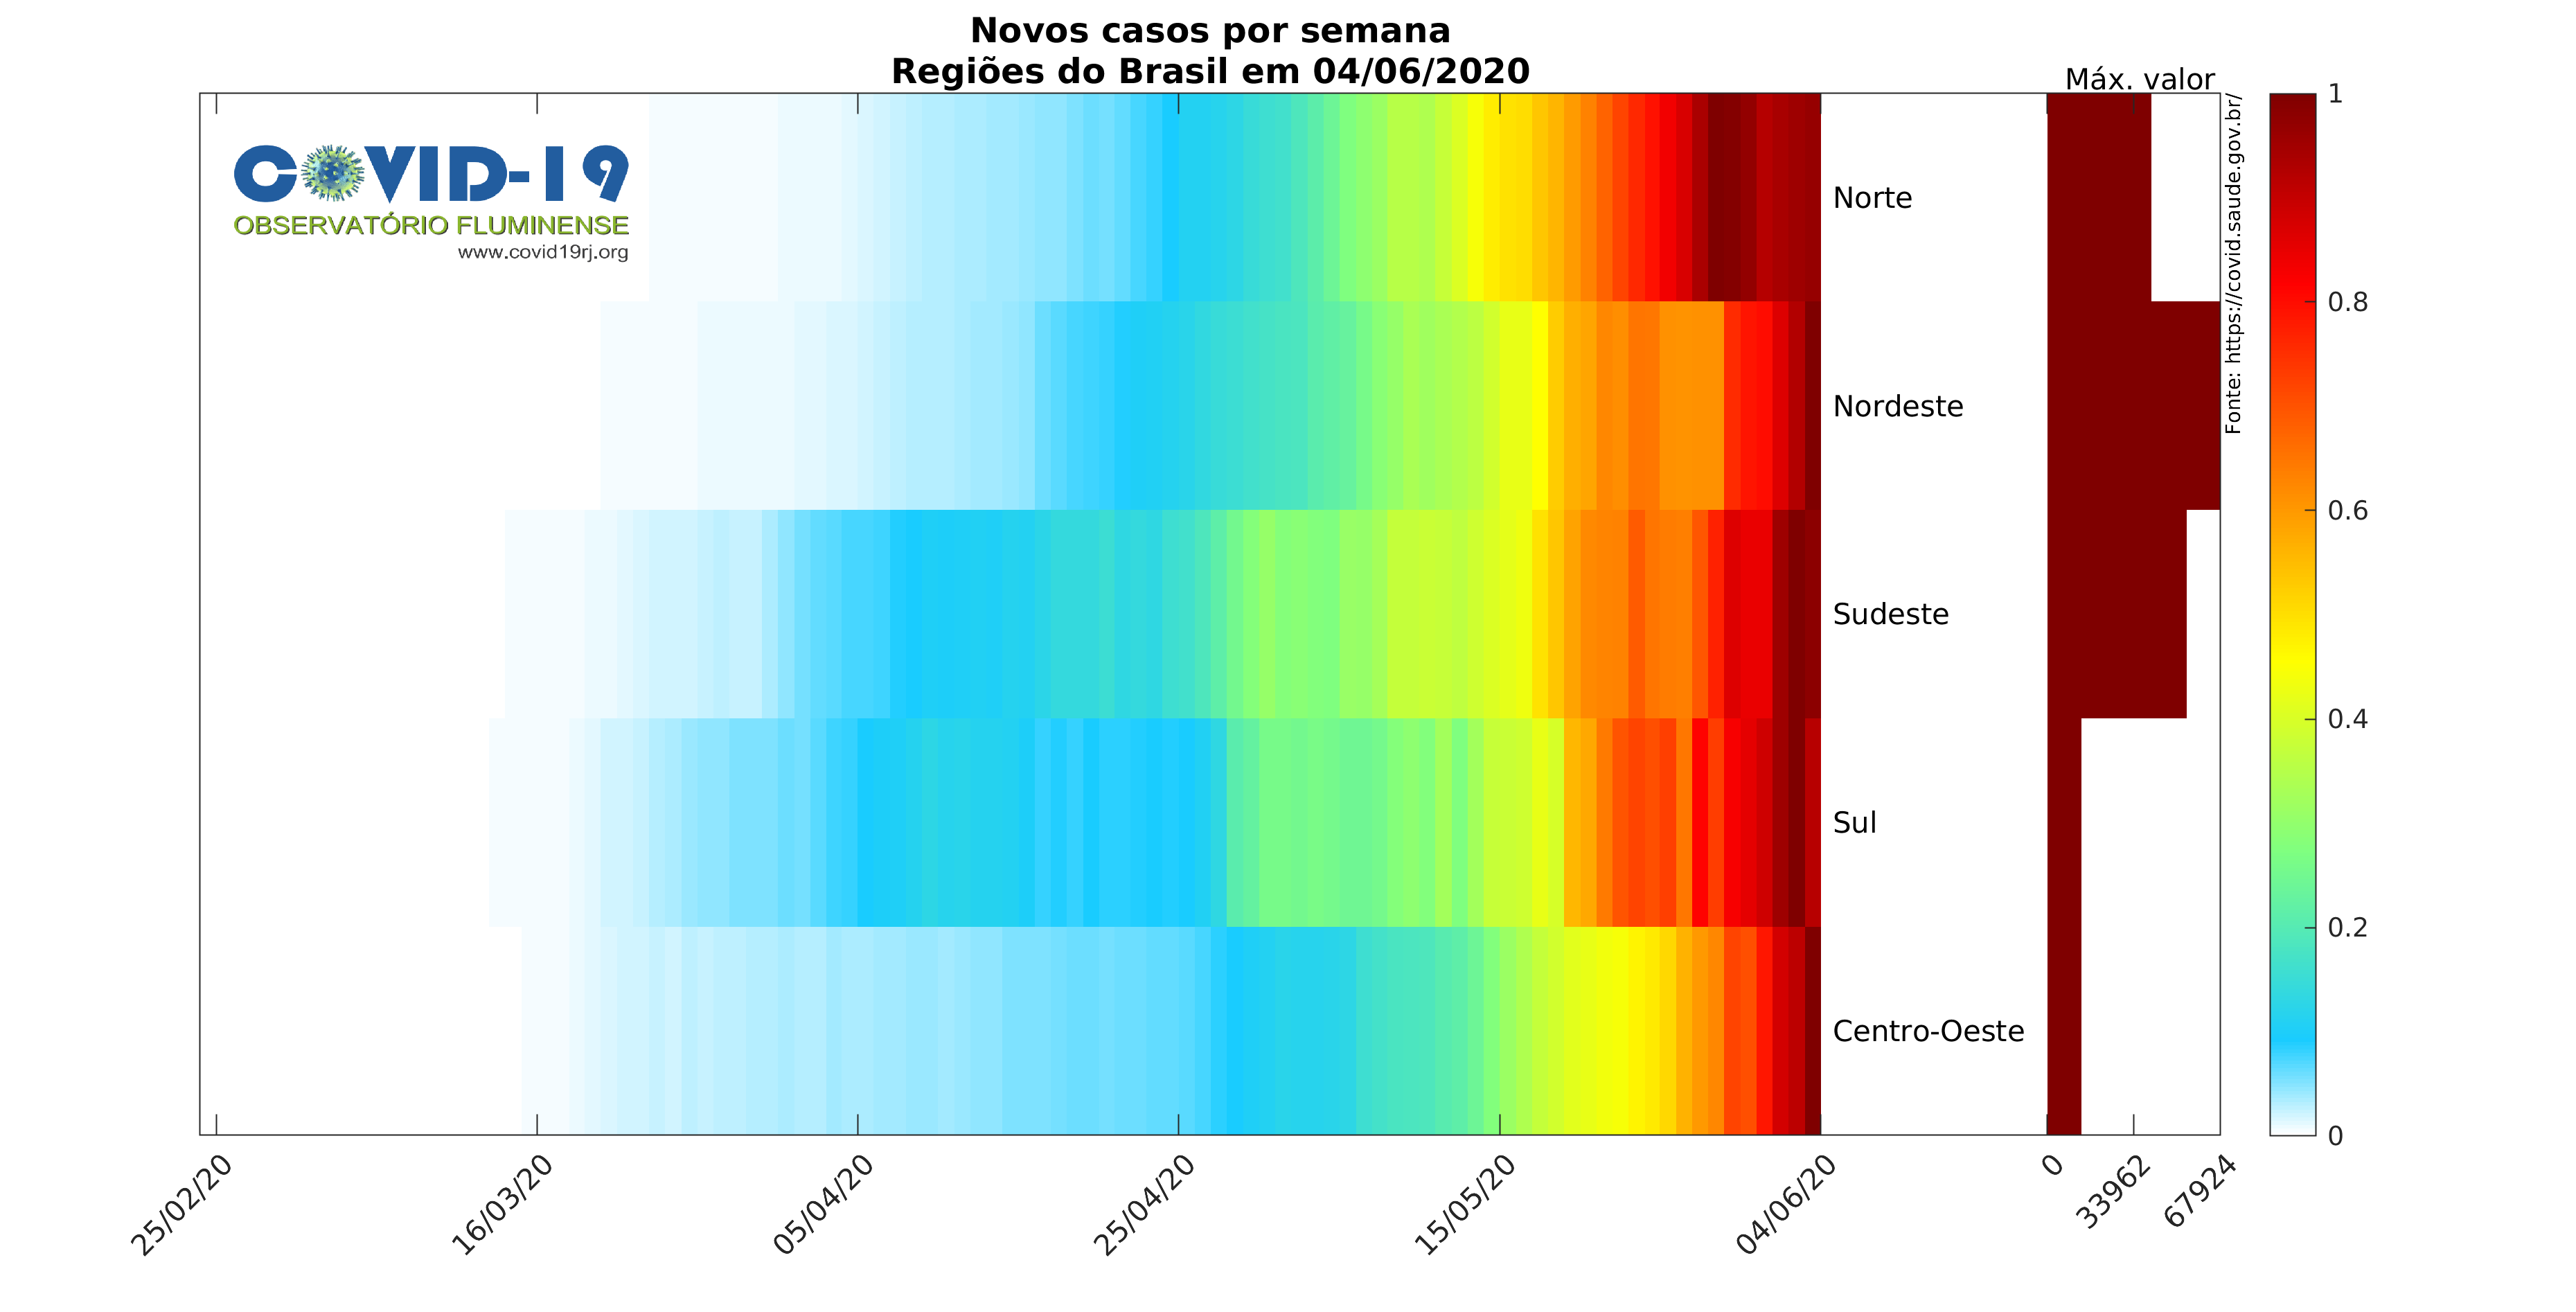 Novos casos por semana
Regiões do Brasil em 04/06/2020
Máx. valor
COVID-19
OBSERVATÓRIO FLUMINENSE
www.covid19rj.org
Norte
Nordeste
Sudeste
Sul
Centro-Oeste
Fonte: https://covid.saude.gov.br/
1
0.8
0.6
0.4
0.2
0
25/02/20
16/03/20
05/04/20
25/04/20
15/05/20
04/06/20
0
33962
67924